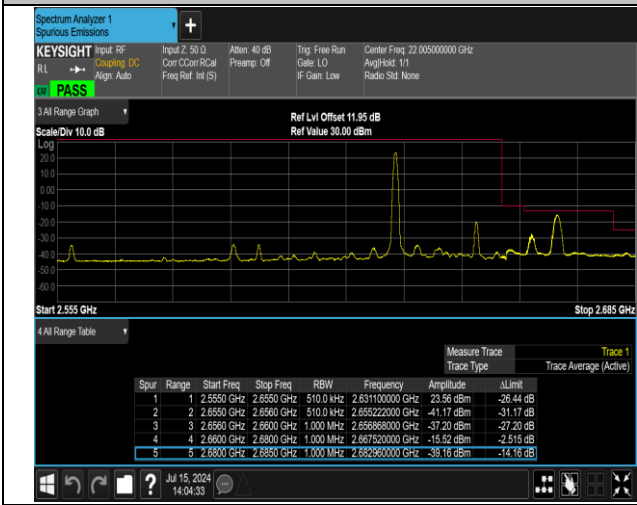 Spectrum Analyzer 1
Spurious Emissions
KEYSIGHT Input: RF Input Z: 50 Ω Atten: 40 dB Trig: Free Run Center Freq: 22.005000000 GHz
Coupling: DC Corr CCorr RCal Preamp: Off Gate: LO Avg|Hold: 1/1
RL Align: Auto Freq Ref: Int (S) IF Gain: Low Radio Std: None
PASS
3 All Range Graph
Ref Lvl Offset 11.95 dB
Scale/Div 10.0 dB Ref Value 30.00 dBm
Log
20.0
10.0
0.00
-10.0
-20.0
-30.0
-40.0
-50.0
-60.0
Start 2.555 GHz Stop 2.685 GHz
4 All Range Table
Measure Trace Trace 1
Trace Type Trace Average (Active)
Spur Range Start Freq Stop Freq RBW Frequency Amplitude ΔLimit
1 1 2.5550 GHz 2.6550 GHz 510.0 kHz 2.631100000 GHz 23.56 dBm -26.44 dB
2 2 2.6550 GHz 2.6560 GHz 510.0 kHz 2.655222000 GHz -41.17 dBm -31.17 dB
3 3 2.6560 GHz 2.6600 GHz 1.000 MHz 2.656868000 GHz -37.20 dBm -27.20 dB
4 4 2.6600 GHz 2.6800 GHz 1.000 MHz 2.667520000 GHz -15.52 dBm -2.515 dB
5 5 2.6800 GHz 2.6850 GHz 1.000 MHz 2.682960000 GHz -39.16 dBm -14.16 dB
Jul 15, 2024
14:04:33